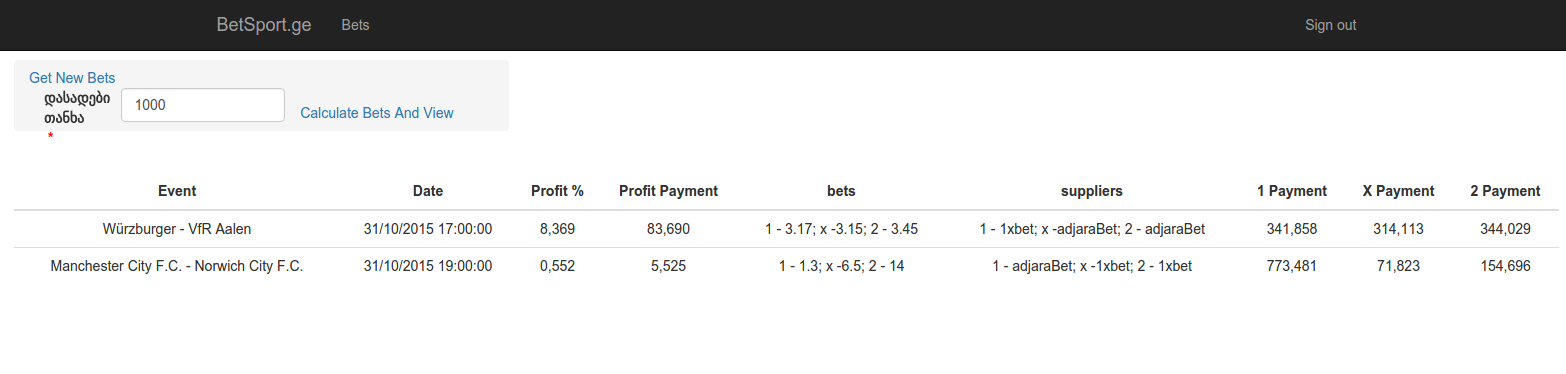 BetSport.ge Bets Sign out
Get New Bets
დასადები
თანხა
*
1000
Calculate Bets And View
Event Date Profit % Profit Payment bets suppliers 1 Payment X Payment 2 Payment
Würzburger - VfR Aalen 31/10/2015 17:00:00 8,369 83,690 1 - 3.17; x -3.15; 2 - 3.45 1 - 1xbet; x -adjaraBet; 2 - adjaraBet 341,858 314,113 344,029
Manchester City F.C. - Norwich City F.C. 31/10/2015 19:00:00 0,552 5,525 1 - 1.3; x -6.5; 2 - 14 1 - adjaraBet; x -1xbet; 2 - 1xbet 773,481 71,823 154,696